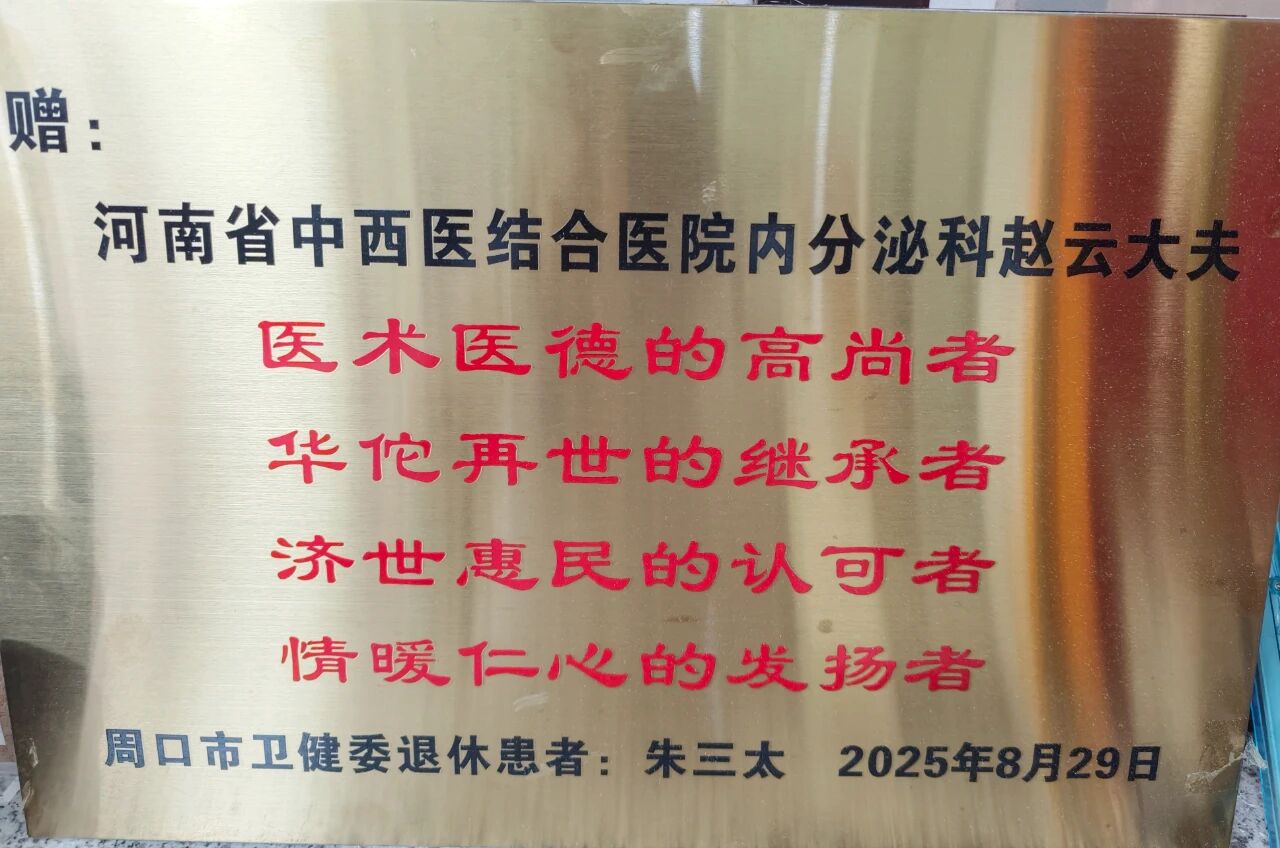 赠：
河南省中西医结合医院内分泌科赵云大夫
医术医德的高尚者
华佗再世的继承者
济世惠民的认可者
情暖仁心的发扬者
周口市卫健委退休患者：朱三太 2025年8月29日